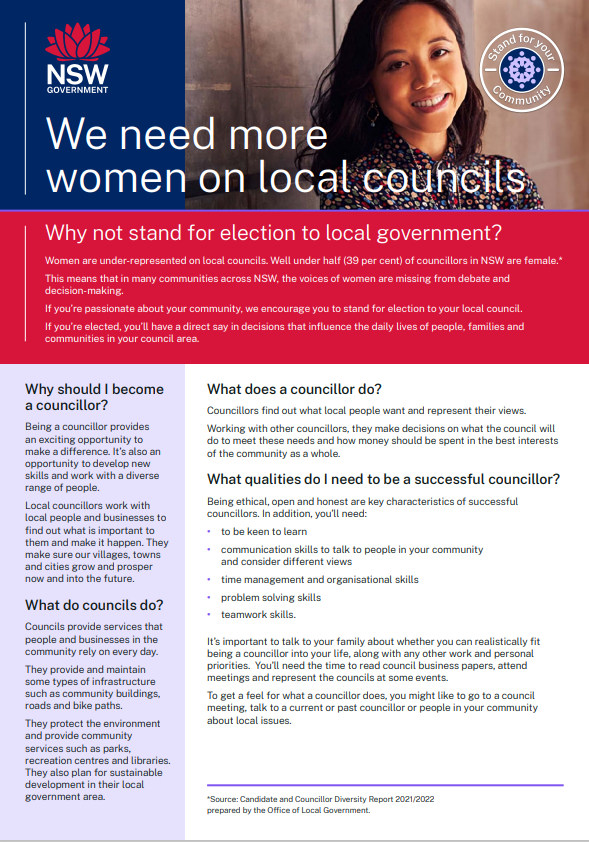 NSW
GOVERNMENT
Stand for your
Community
We need more
women on local councils
Why not stand for election to local government?
Women are under-represented on local councils. Well under half (39 per cent) of councillors in NSW are female.*
This means that in many communities across NSW, the voices of women are missing from debate and
decision-making.
If you're passionate about your community, we encourage you to stand for election to your local council.
If you're elected, you'll have a direct say in decisions that influence the daily lives of people, families and
communities in your council area.
Why should I become
a councillor?
Being a councillor provides
an exciting opportunity to
make a difference. It's also an
opportunity to develop new
skills and work with a diverse
range of people.
Local councillors work with
local people and businesses to
find out what is important to
them and make it happen. They
make sure our villages, towns
and cities grow and prosper
now and into the future.
What do councils do?
Councils provide services that
people and businesses in the
community rely on every day.
They provide and maintain
some types of infrastructure
such as community buildings,
roads and bike paths.
They protect the environment
and provide community
services such as parks,
recreation centres and libraries.
They also plan for sustainable
development in their local
government area.
What does a councillor do?
Councillors find out what local people want and represent their views.
Working with other councillors, they make decisions on what the council will
do to meet these needs and how money should be spent in the best interests
of the community as a whole.
What qualities do I need to be a successful councillor?
Being ethical, open and honest are key characteristics of successful
councillors. In addition, you'll need:
• to be keen to learn
• communication skills to talk to people in your community
and consider different views
• time management and organisational skills
• problem solving skills
• teamwork skills.
It's important to talk to your family about whether you can realistically fit
being a councillor into your life, along with any other work and personal
priorities. You'll need the time to read council business papers, attend
meetings and represent the councils at some events.
To get a feel for what a councillor does, you might like to go to a council
meeting, talk to a current or past councillor or people in your community
about local issues.
*Source: Candidate and Councillor Diversity Report 2021/2022
prepared by the Office of Local Government.